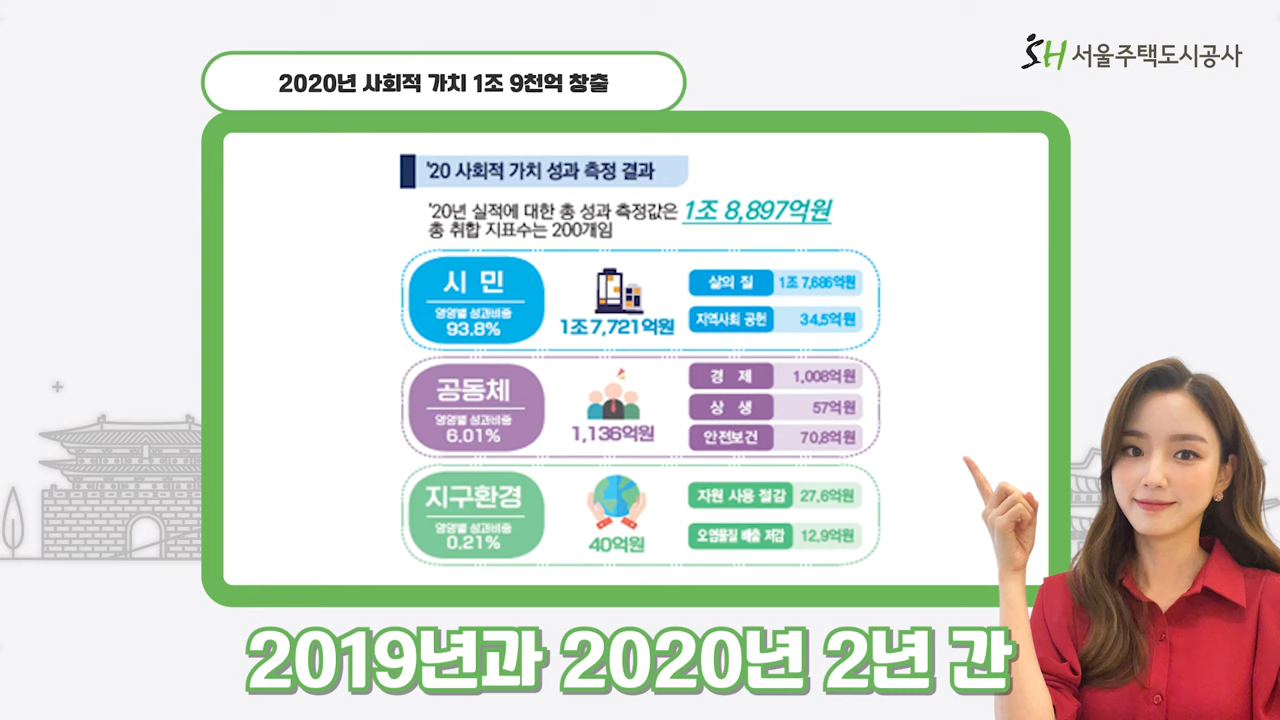 SH 서울주택도시공사
2020년 사회적 가치 1조 9천억 창출
'20 사회적 가치 성과 측정 결과
'20년 실적에 대한 총 성과 측정값은 1조 8,897억원
총 취합 지표수는 200개임
시 민
영역별 성과비중
93.8%
1조7,721억원
삶의 질 1조 7,686억원
지역사회 공헌 34.5억원
공동체
영역별 성과비중
6.01%
1,136억원
경 제 1,008억원
상 생 57억원
안전보건 70.8억원
지구환경
영역별 성과비중
0.21%
40억원
자원 사용 절감 27.6억원
오염물질 배출 저감 12.9억원
2019년과 2020년 2년 간